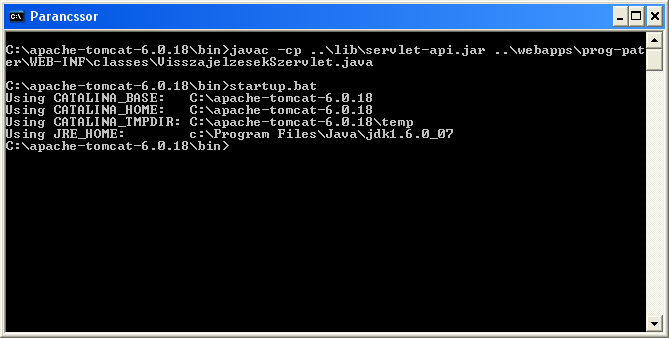 Parancssor
C:\apache-tomcat-6.0.18\bin>javac -cp ..\lib\servlet-api.jar ..\webapps\prog-pat
er\WEB-INF\classes\VisszajelzesekSzervlet.java
C:\apache-tomcat-6.0.18\bin>startup.bat
Using CATALINA_BASE:   C:\apache-tomcat-6.0.18
Using CATALINA_HOME:   C:\apache-tomcat-6.0.18
Using CATALINA_TMPDIR: C:\apache-tomcat-6.0.18\temp
Using JRE_HOME:        c:\Program Files\Java\jdk1.6.0_07
C:\apache-tomcat-6.0.18\bin>